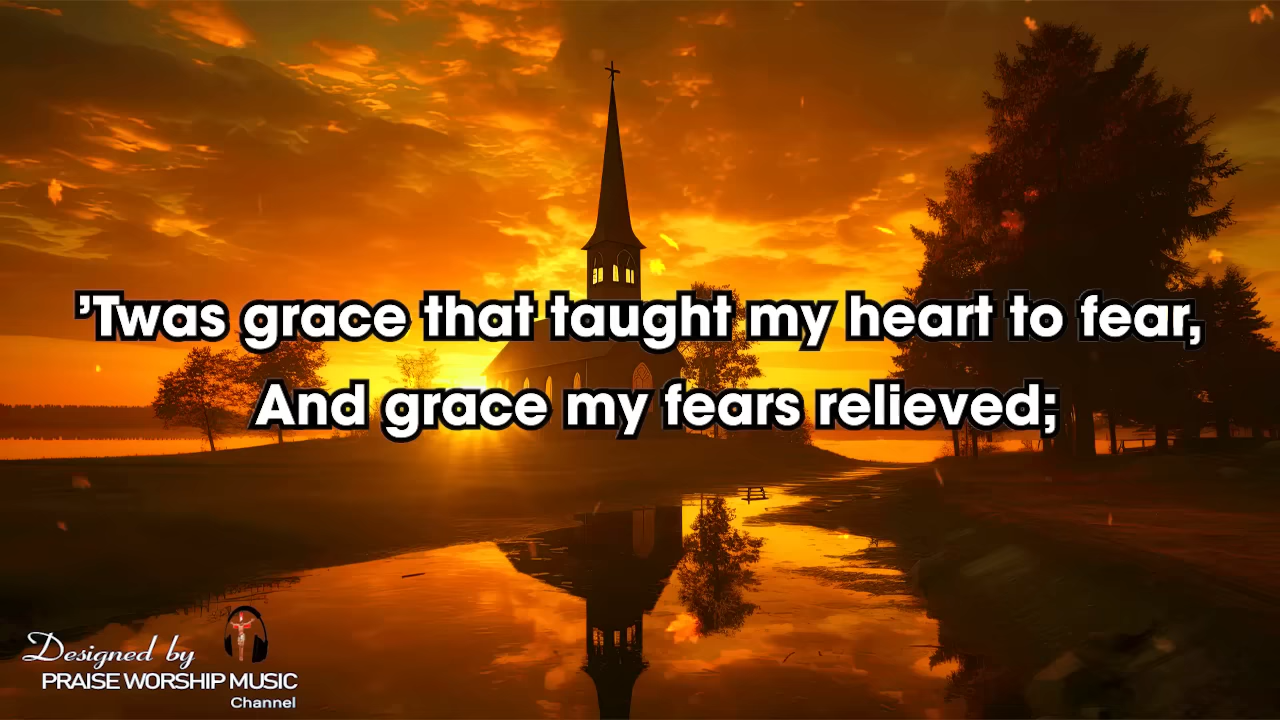 ’Twas grace that taught my heart to fear,
And grace my fears relieved;
Designed by
PRAISE WORSHIP MUSIC
Channel